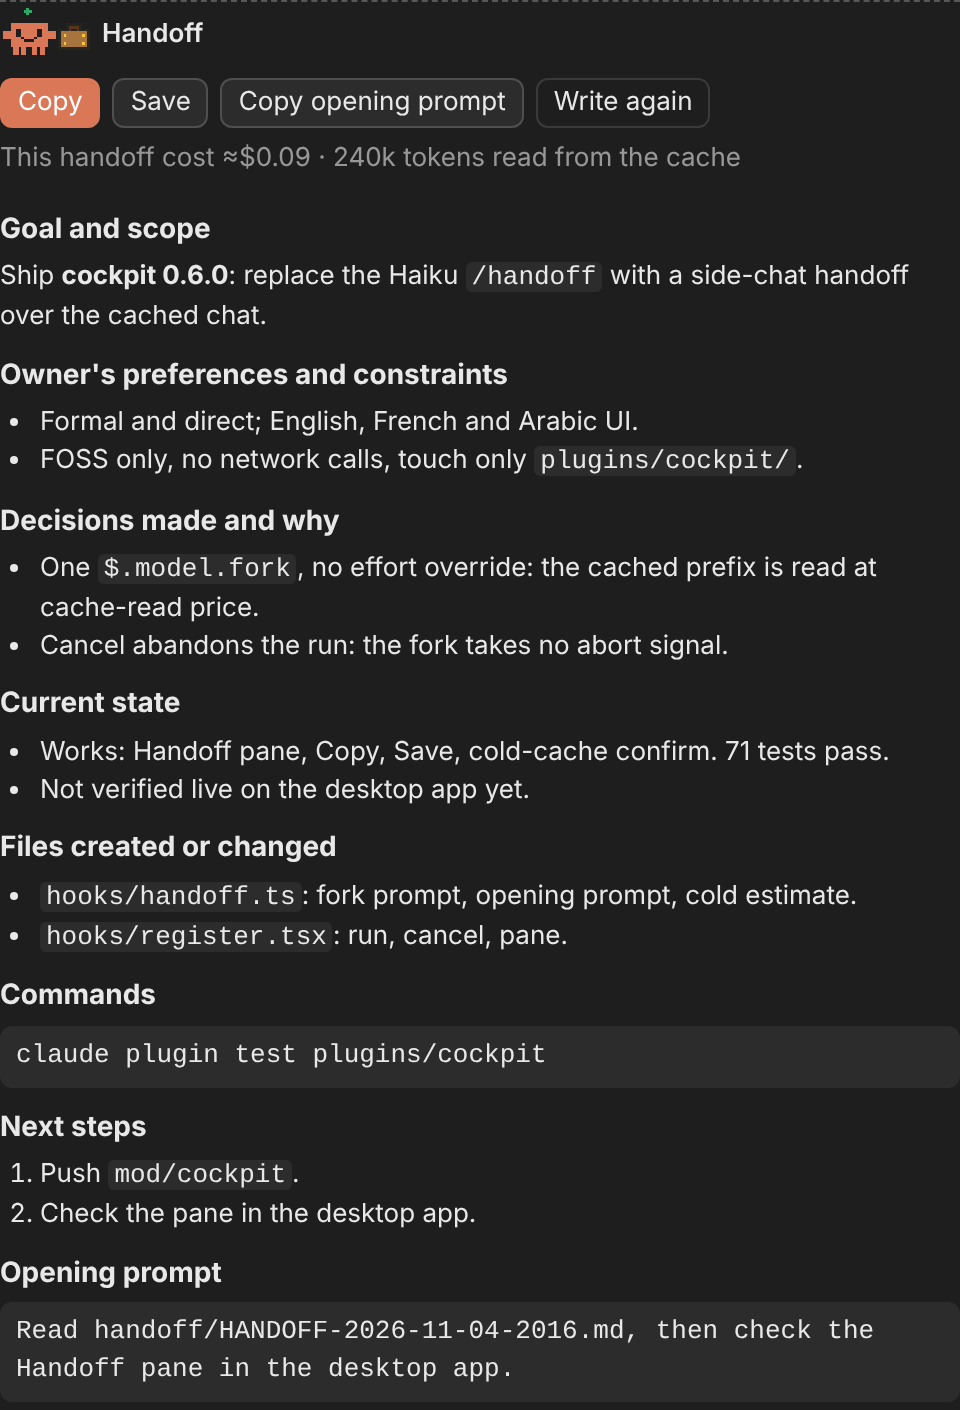 Handoff
Copy Save Copy opening prompt Write again
This handoff cost ≈$0.09 · 240k tokens read from the cache
Goal and scope
Ship cockpit 0.6.0: replace the Haiku /handoff with a side-chat handoff
over the cached chat.
Owner's preferences and constraints
• Formal and direct; English, French and Arabic UI.
• FOSS only, no network calls, touch only plugins/cockpit/.
Decisions made and why
• One $.model.fork, no effort override: the cached prefix is read at
cache-read price.
• Cancel abandons the run: the fork takes no abort signal.
Current state
• Works: Handoff pane, Copy, Save, cold-cache confirm. 71 tests pass.
• Not verified live on the desktop app yet.
Files created or changed
• hooks/handoff.ts: fork prompt, opening prompt, cold estimate.
• hooks/register.tsx: run, cancel, pane.
Commands
claude plugin test plugins/cockpit
Next steps
1. Push mod/cockpit.
2. Check the pane in the desktop app.
Opening prompt
Read handoff/HANDOFF-2026-11-04-2016.md, then check the
Handoff pane in the desktop app.